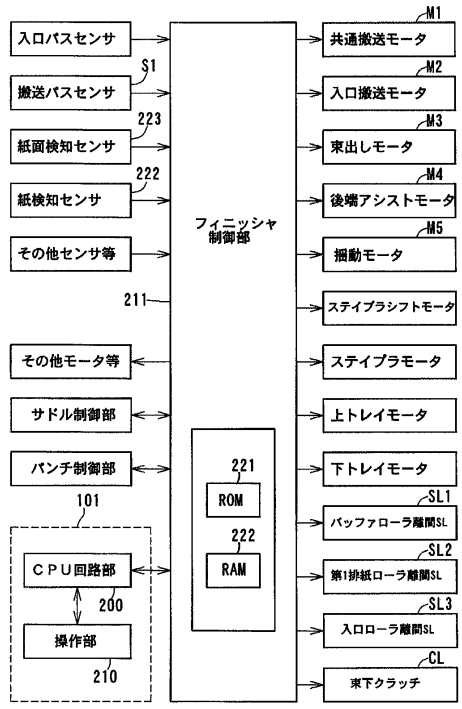 入口パスセンサ
S1
搬送パスセンサ
223
紙面検知センサ
222
紙検知センサ
その他センサ等
211
その他モータ等
サドル制御部
パンチ制御部
101
CPU回路部
200
操作部
210
フィニッシャ
制御部
221
ROM
222
RAM
M1
共通搬送モータ
M2
入口搬送モータ
M3
束出しモータ
M4
後端アシストモータ
M5
揺動モータ
ステイプラシフトモータ
ステイプラモータ
上トレイモータ
下トレイモータ
SL1
バッファローラ離間SL
SL2
第1排紙ローラ離間SL
SL3
入口ローラ離間SL
CL
束下クラッチ